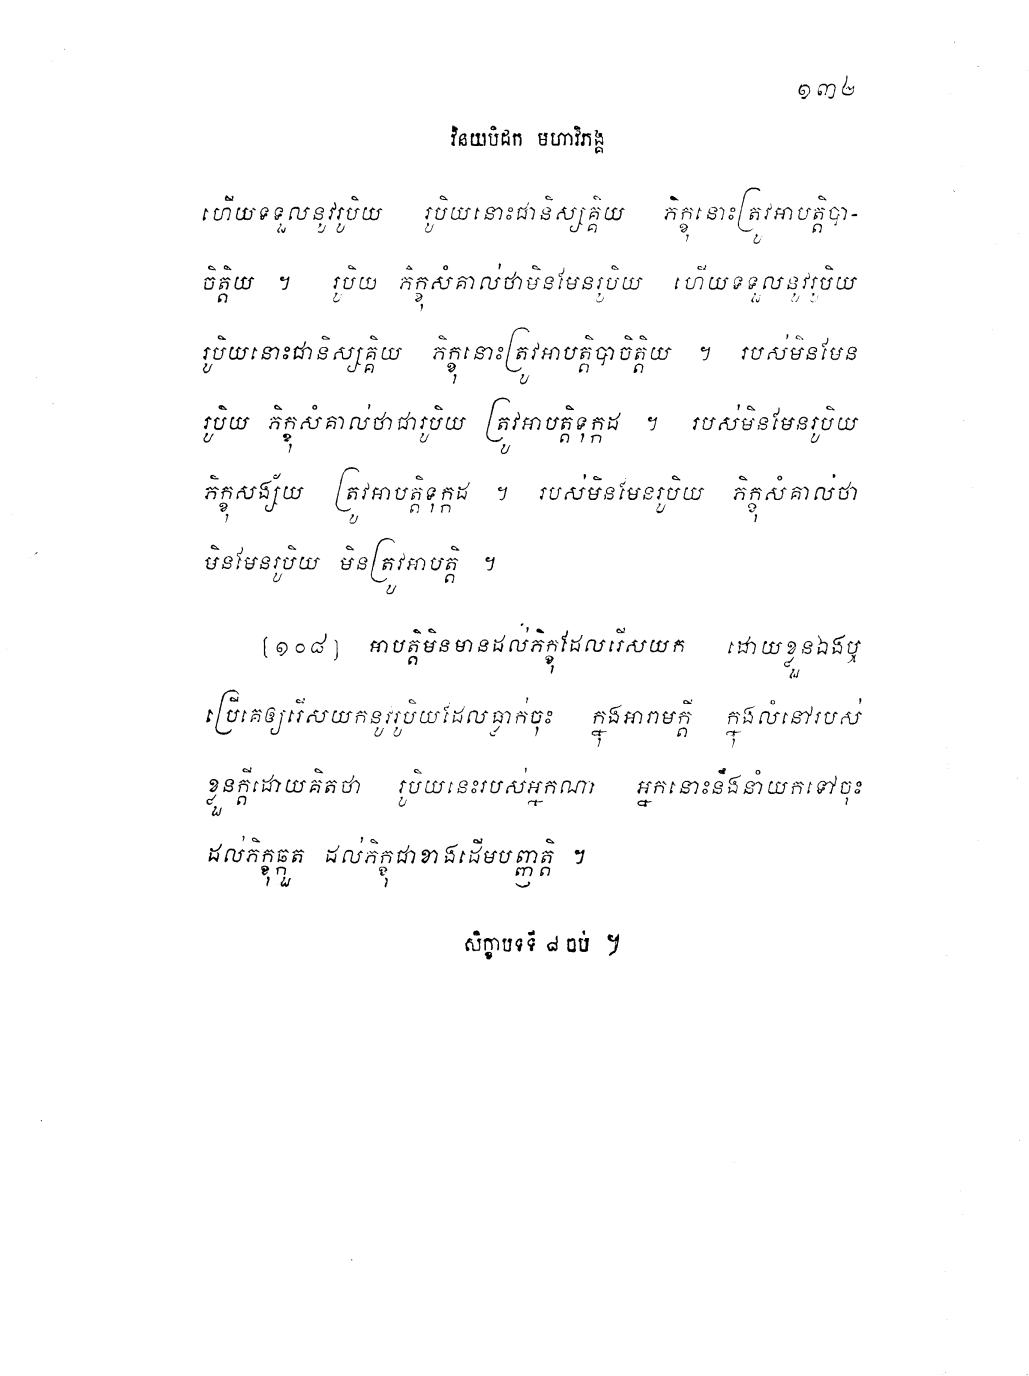 ១៣៤
វិនយបិដក មហាវិភង្គ
ហើយទទួលនូវរូបិយ រូបិយនោះជានិស្សគ្គិយ ភិក្ខុនោះត្រូវអាបត្តិបា-
ចិត្តិយ ។ រូបិយ ភិក្ខុសំគាល់ថាមិនមែនរូបិយ ហើយទទួលនូវរូបិយ
រូបិយនោះជានិស្សគ្គិយ ភិក្ខុនោះត្រូវអាបត្តិបាចិត្តិយ ។ របស់មិនមែន
រូបិយ ភិក្ខុសំគាល់ថាជារូបិយ ត្រូវអាបត្តិទុក្កដ ។ របស់មិនមែនរូបិយ
ភិក្ខុសង្ស័យ ត្រូវអាបត្តិទុក្កដ ។ របស់មិនមែនរូបិយ ភិក្ខុសំគាល់ថា
មិនមែនរូបិយ មិនត្រូវអាបត្តិ ។
[១០៨] អាបត្តិមិនមានដល់ភិក្ខុដែលរើសយក ដោយខ្លួនឯងឬ
ប្រើគេឲ្យរើសយកនូវរូបិយដែលធ្លាក់ចុះ ក្នុងអារាមក្តី ក្នុងលំនៅរបស់
ខ្លួនក្តីដោយគិតថា រូបិយនេះរបស់អ្នកណា អ្នកនោះនឹងនាំយកទៅចុះ
ដល់ភិក្ខុឆ្កួត ដល់ភិក្ខុជាខាងដើមបញ្ញត្តិ ។
សិក្ខាបទទី ៨ ចប់ ។